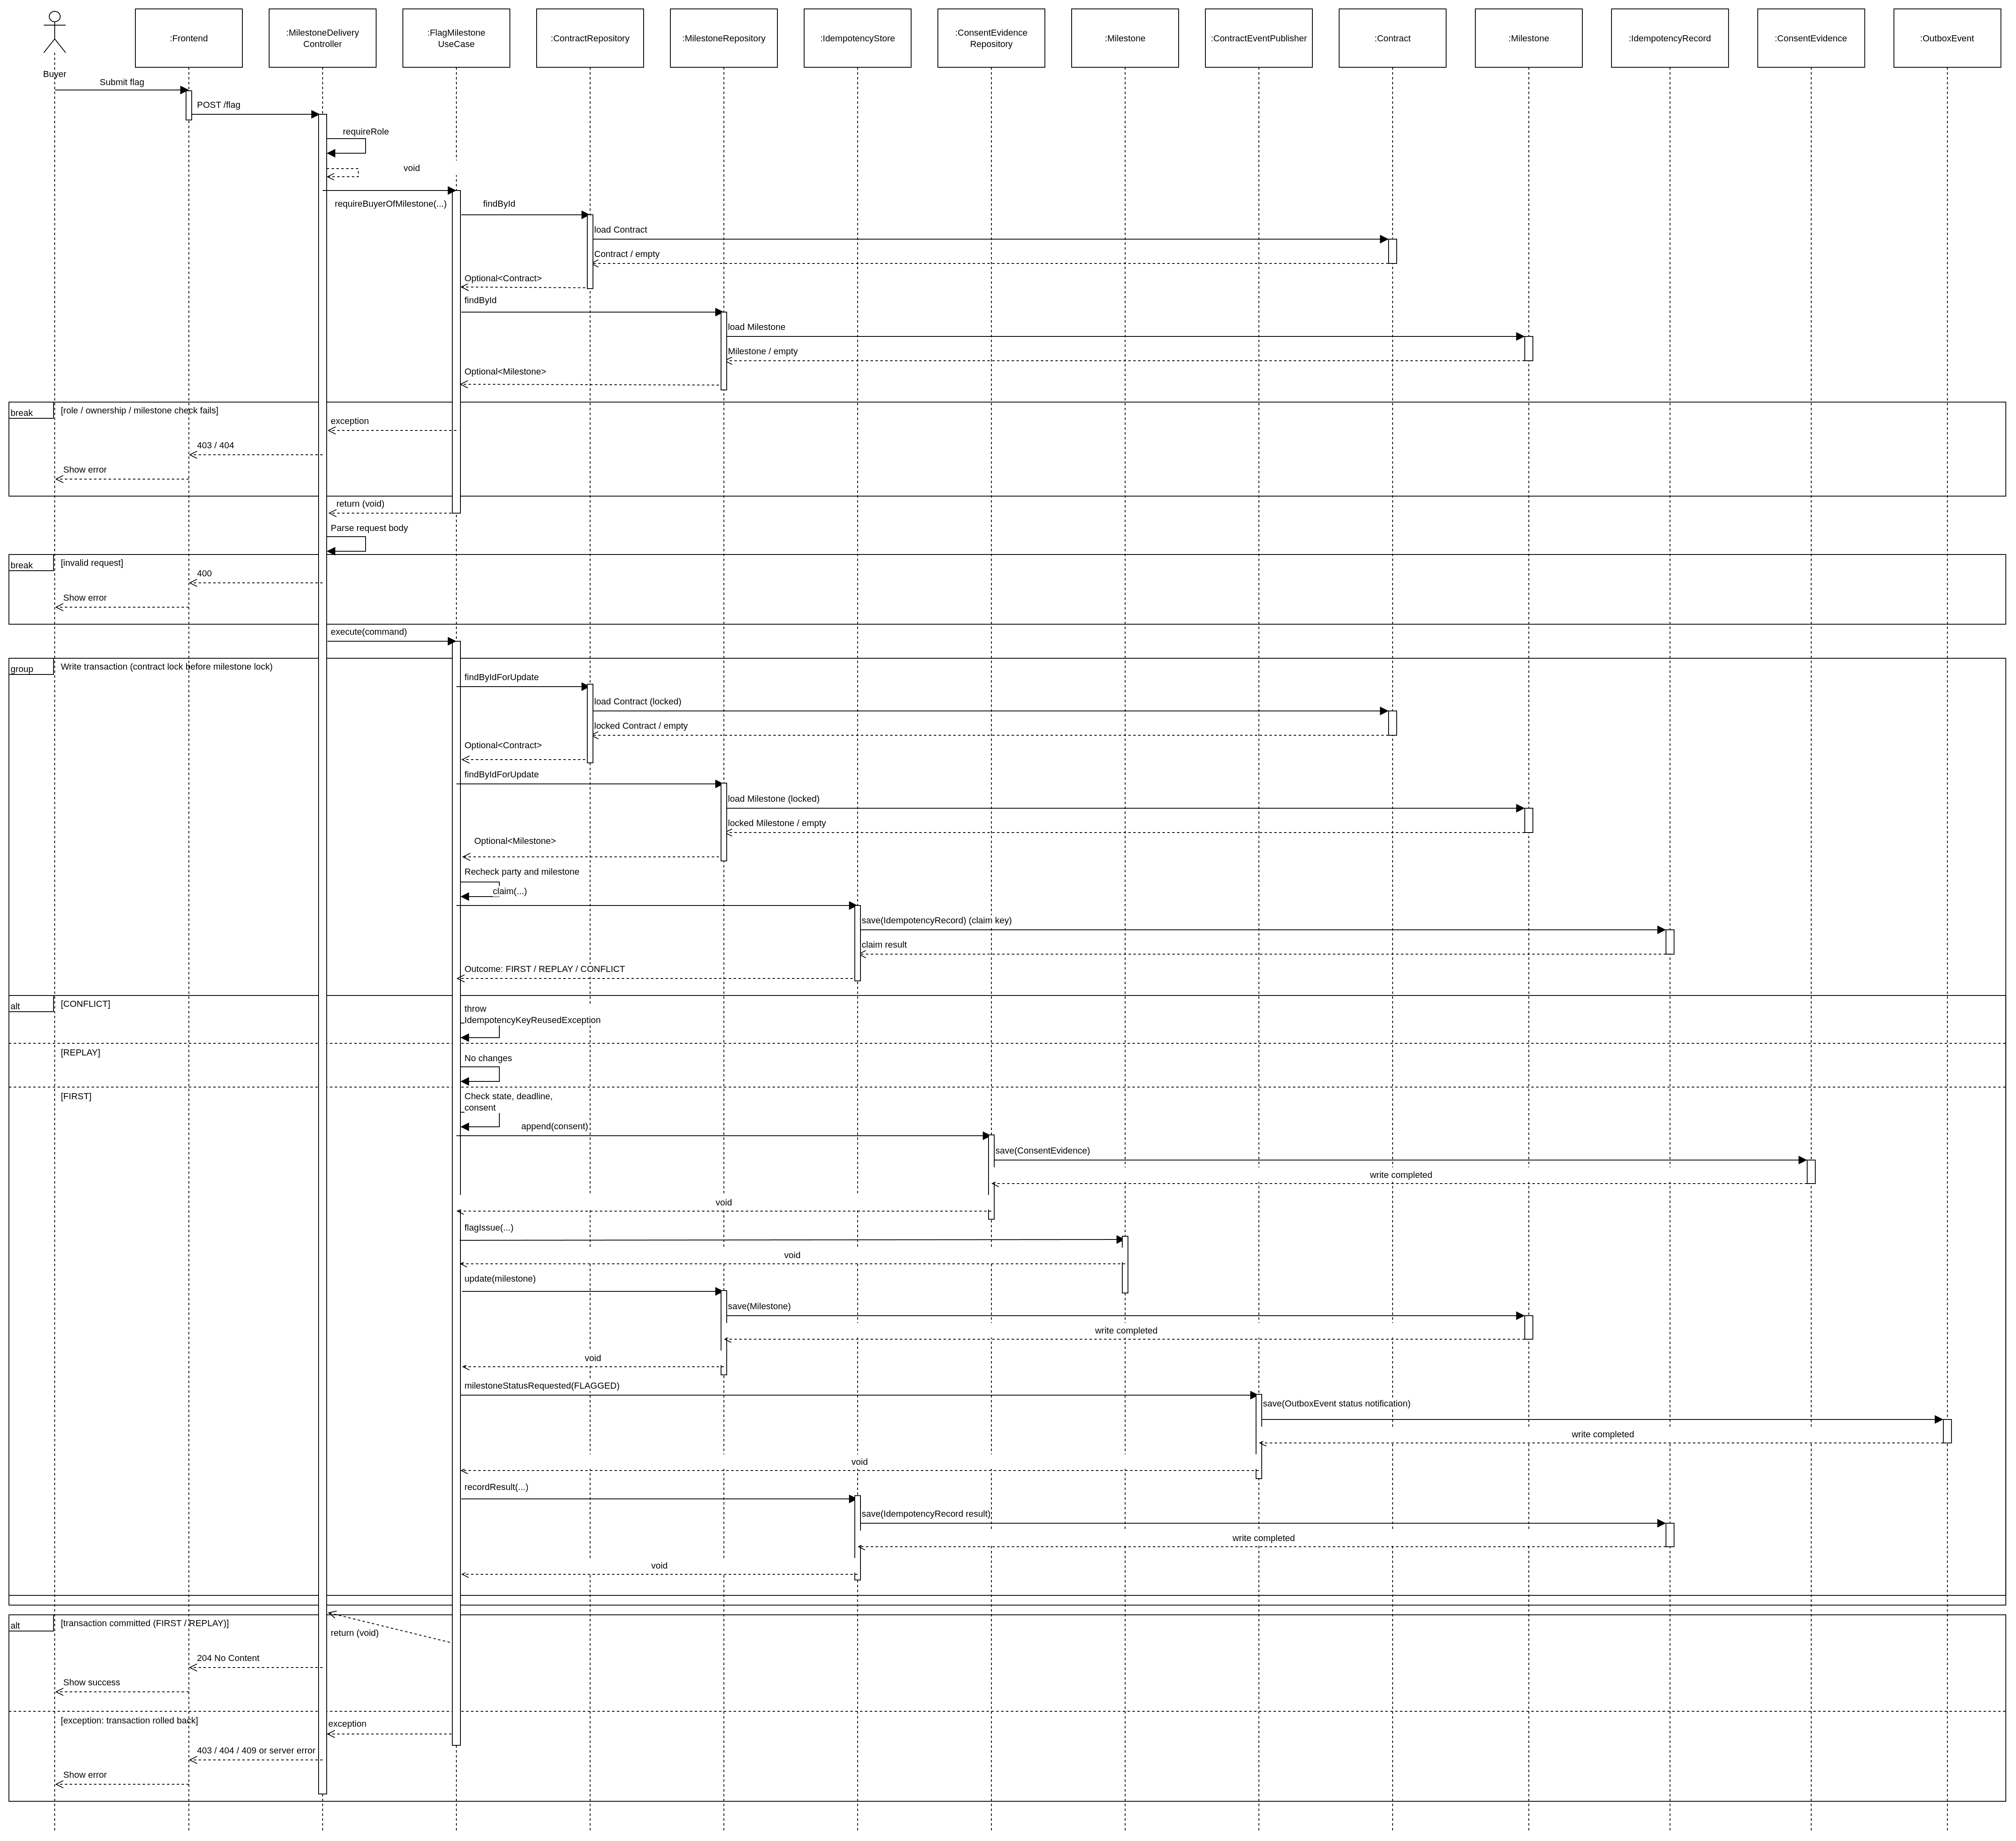 :Frontend
:MilestoneDelivery
Controller
:FlagMilestone
UseCase
:ContractRepository
:MilestoneRepository
:IdempotencyStore
:ConsentEvidence
Repository
:Milestone
:ContractEventPublisher
:Contract
:Milestone
:IdempotencyRecord
:ConsentEvidence
:OutboxEvent
Buyer
Submit flag
POST /flag
requireRole
void
requireBuyerOfMilestone(...)
findById
load Contract
Contract / empty
Optional<Contract>
findById
load Milestone
Milestone / empty
Optional<Milestone>
break
[role / ownership / milestone check fails]
exception
403 / 404
Show error
return (void)
Parse request body
break
[invalid request]
400
Show error
execute(command)
group
Write transaction (contract lock before milestone lock)
findByIdForUpdate
load Contract (locked)
locked Contract / empty
Optional<Contract>
findByIdForUpdate
load Milestone (locked)
locked Milestone / empty
Optional<Milestone>
Recheck party and milestone
claim(...)
save(IdempotencyRecord) (claim key)
claim result
Outcome: FIRST / REPLAY / CONFLICT
alt
[CONFLICT]
throw
IdempotencyKeyReusedException
[REPLAY]
No changes
[FIRST]
Check state, deadline,
consent
append(consent)
save(ConsentEvidence)
write completed
void
flagIssue(...)
void
update(milestone)
save(Milestone)
write completed
void
milestoneStatusRequested(FLAGGED)
save(OutboxEvent status notification)
write completed
void
recordResult(...)
save(IdempotencyRecord result)
write completed
void
alt
[transaction committed (FIRST / REPLAY)]
return (void)
204 No Content
Show success
[exception: transaction rolled back]
exception
403 / 404 / 409 or server error
Show error